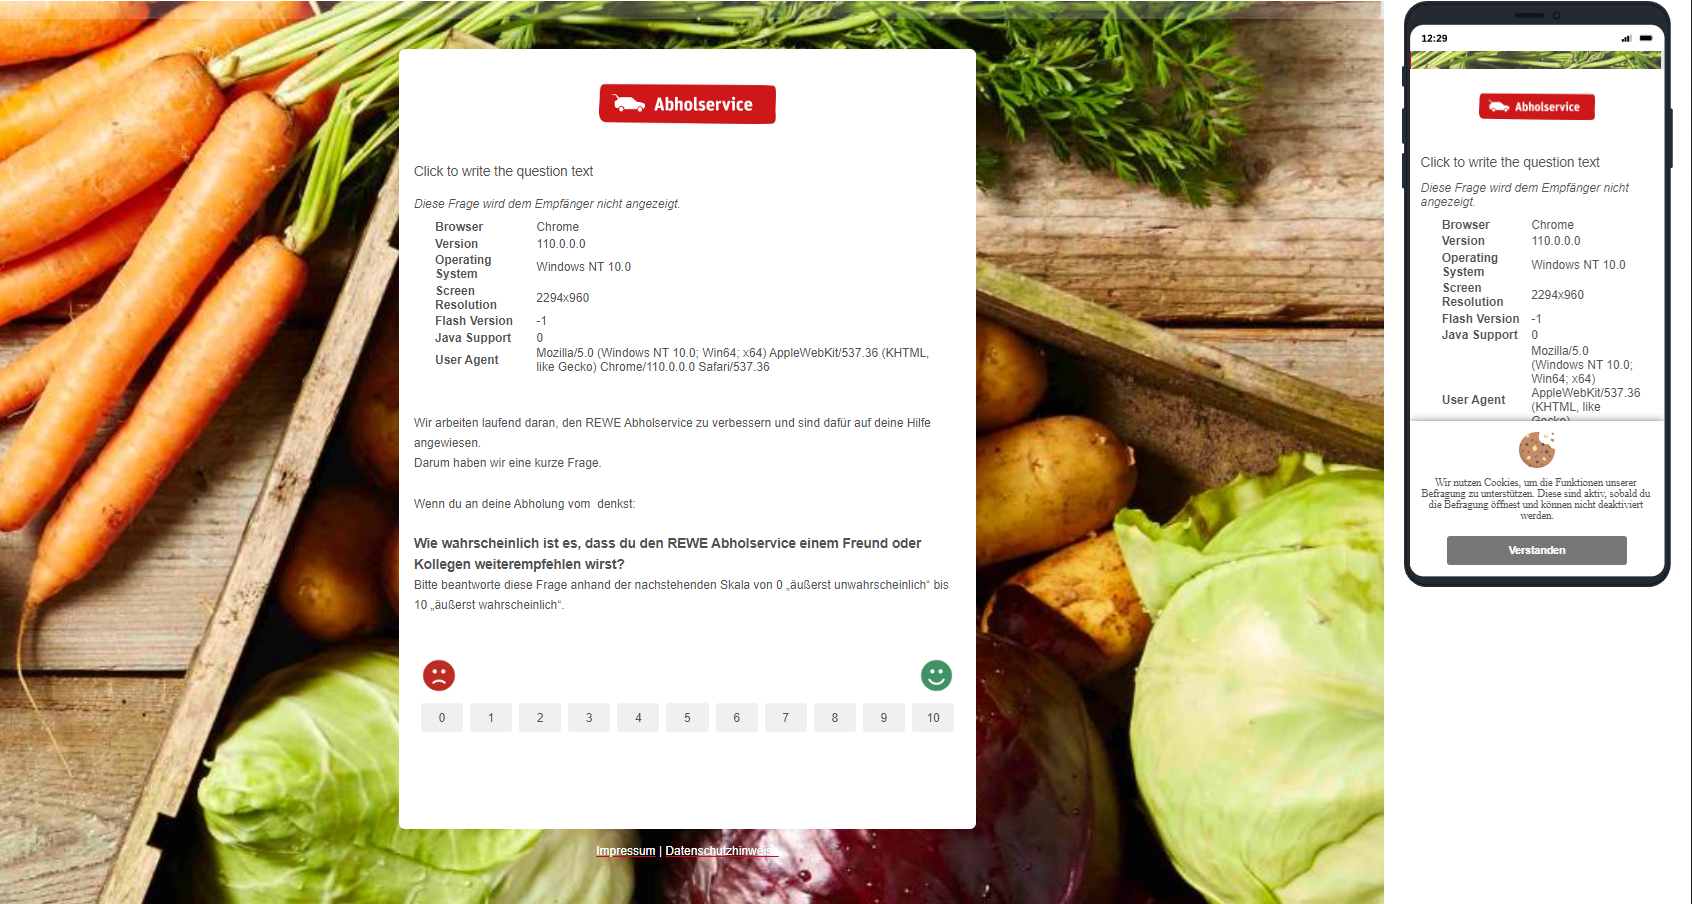 Abholservice
Click to write the question text
Diese Frage wird dem Empfänger nicht angezeigt.
Browser Chrome
Version 110.0.0.0
Operating System Windows NT 10.0
Screen Resolution 2294x960
Flash Version -1
Java Support 0
User Agent Mozilla/5.0 (Windows NT 10.0; Win64; x64) AppleWebKit/537.36 (KHTML,
like Gecko) Chrome/110.0.0.0 Safari/537.36
Wir arbeiten laufend daran, den REWE Abholservice zu verbessern und sind dafür auf deine Hilfe
angewiesen.
Darum haben wir eine kurze Frage.
Wenn du an deine Abholung vom  denkst:
Wie wahrscheinlich ist es, dass du den REWE Abholservice einem Freund oder
Kollegen weiterempfehlen wirst?
Bitte beantworte diese Frage anhand der nachstehenden Skala von 0 „äußerst unwahrscheinlich“ bis
10 „äußerst wahrscheinlich“.
0 1 2 3 4 5 6 7 8 9 10
Impressum | Datenschutzhinweise
12:29
Abholservice
Click to write the question text
Diese Frage wird dem Empfänger nicht
angezeigt.
Browser Chrome
Version 110.0.0.0
Operating System Windows NT 10.0
Screen Resolution 2294x960
Flash Version -1
Java Support 0
User Agent Mozilla/5.0
(Windows NT 10.0;
Win64; x64)
AppleWebKit/537.36
(KHTML, like
Gecko)
Wir nutzen Cookies, um die Funktionen unserer
Befragung zu unterstützen. Diese sind aktiv, sobald du
die Befragung öffnest und können nicht deaktiviert
werden.
Verstanden